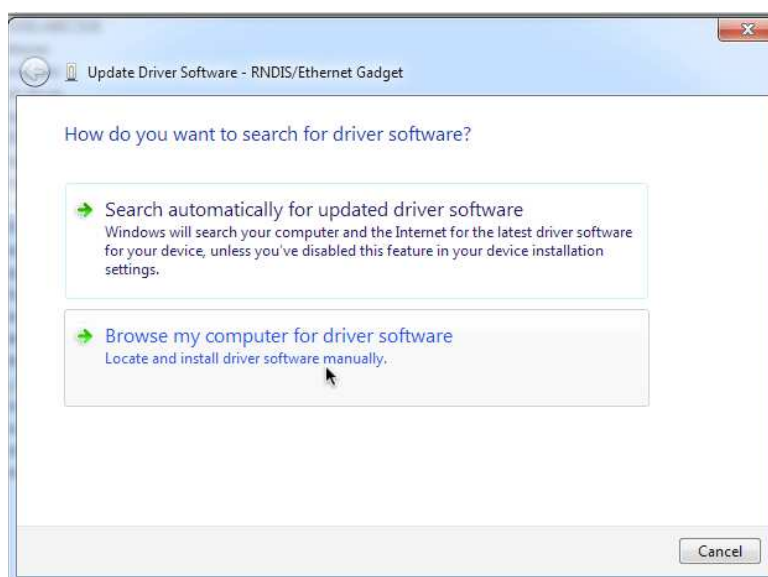 Update Driver Software - RNDIS/Ethernet Gadget
How do you want to search for driver software?
Search automatically for updated driver software
Windows will search your computer and the Internet for the latest driver software
for your device, unless you've disabled this feature in your device installation
settings.
Browse my computer for driver software
Locate and install driver software manually.
Cancel